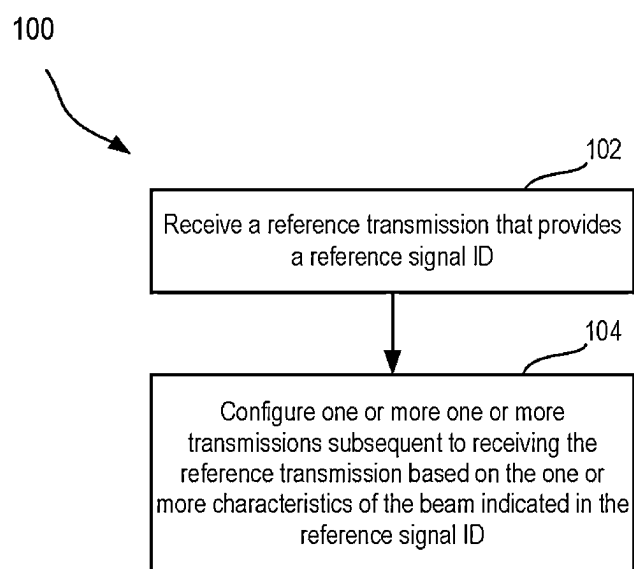 100
102
Receive a reference transmission that provides
a reference signal ID
104
Configure one or more one or more
transmissions subsequent to receiving the
reference transmission based on the one or
more characteristics of the beam indicated in the
reference signal ID